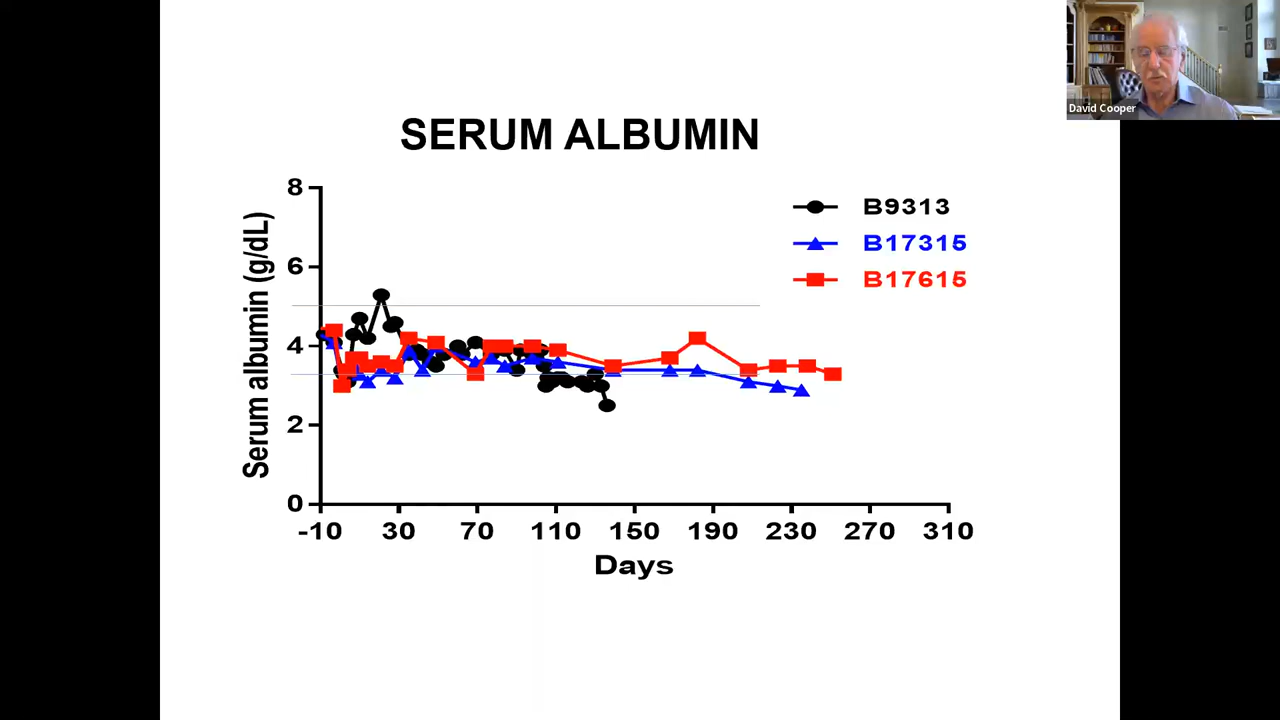 David Cooper
SERUM ALBUMIN
Serum albumin (g/dL)
8
6
4
2
0
B9313
B17315
B17615
-10 30 70 110 150 190 230 270 310
Days